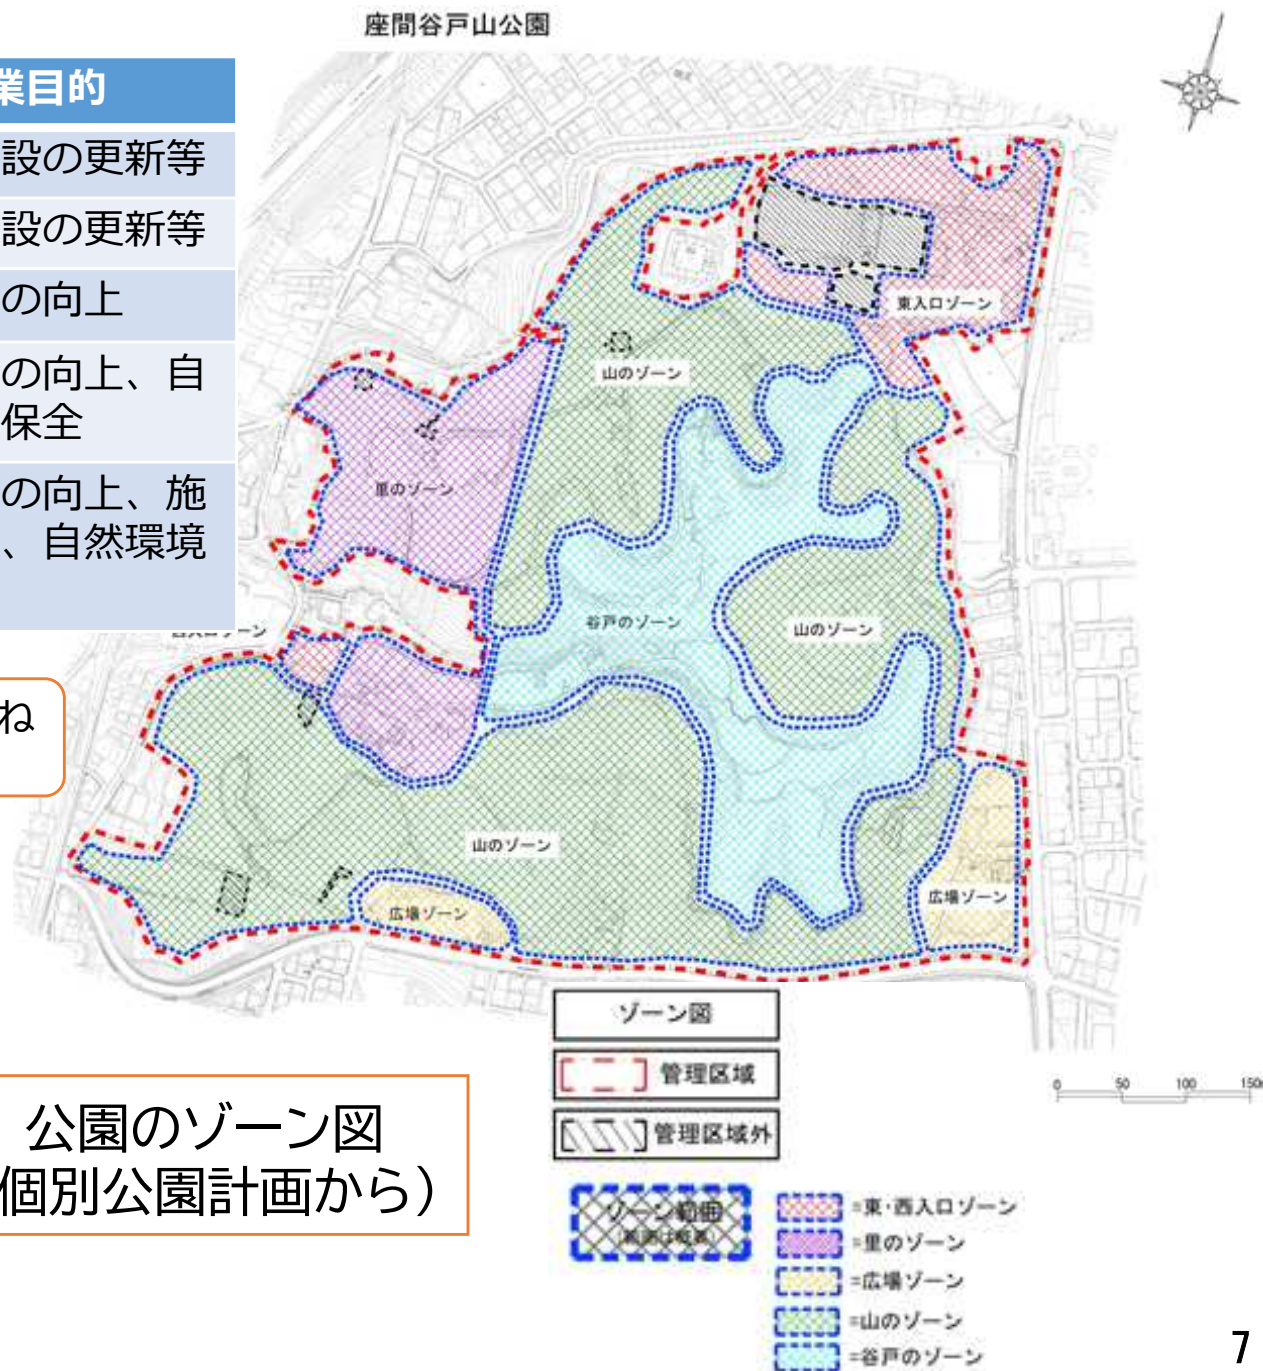 座間谷戸山公園
業目的
設の更新等
設の更新等
の向上
の向上、自
保全
の向上、施
、自然環境
ね
東入口ゾーン
山のゾーン
里のゾーン
谷戸のゾーン
山のゾーン
西入口ゾーン
山のゾーン
広場ゾーン
広場ゾーン
ゾーン図
管理区域
管理区域外
ゾーン範囲
0 50 100 150
公園のゾーン図
個別公園計画から）
=東・西入口ゾーン
=里のゾーン
=広場ゾーン
=山のゾーン
=谷戸のゾーン
7